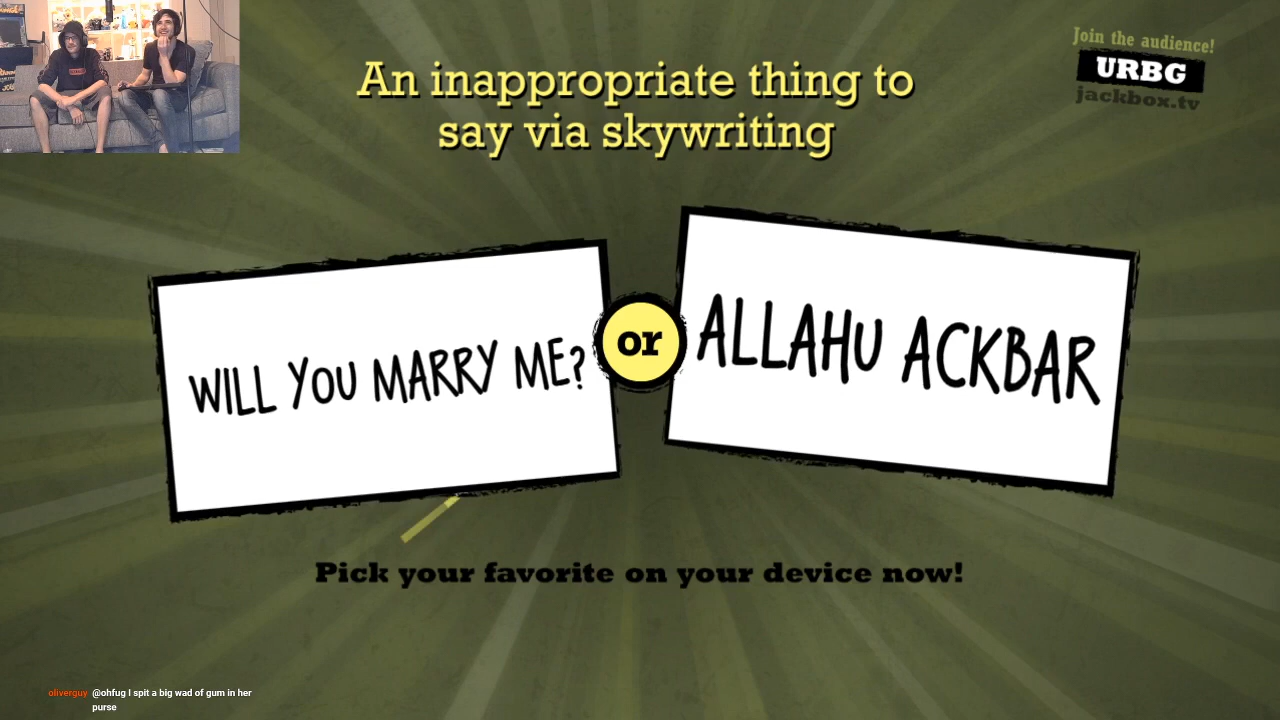 An inappropriate thing to
say via skywriting
Join the audience!
URBG
jackbox.tv
WILL YOU MARRY ME?
or
ALLAHU ACKBAR
Pick your favorite on your device now!
oliverguy @ohfug I spit a big wad of gum in her
purse